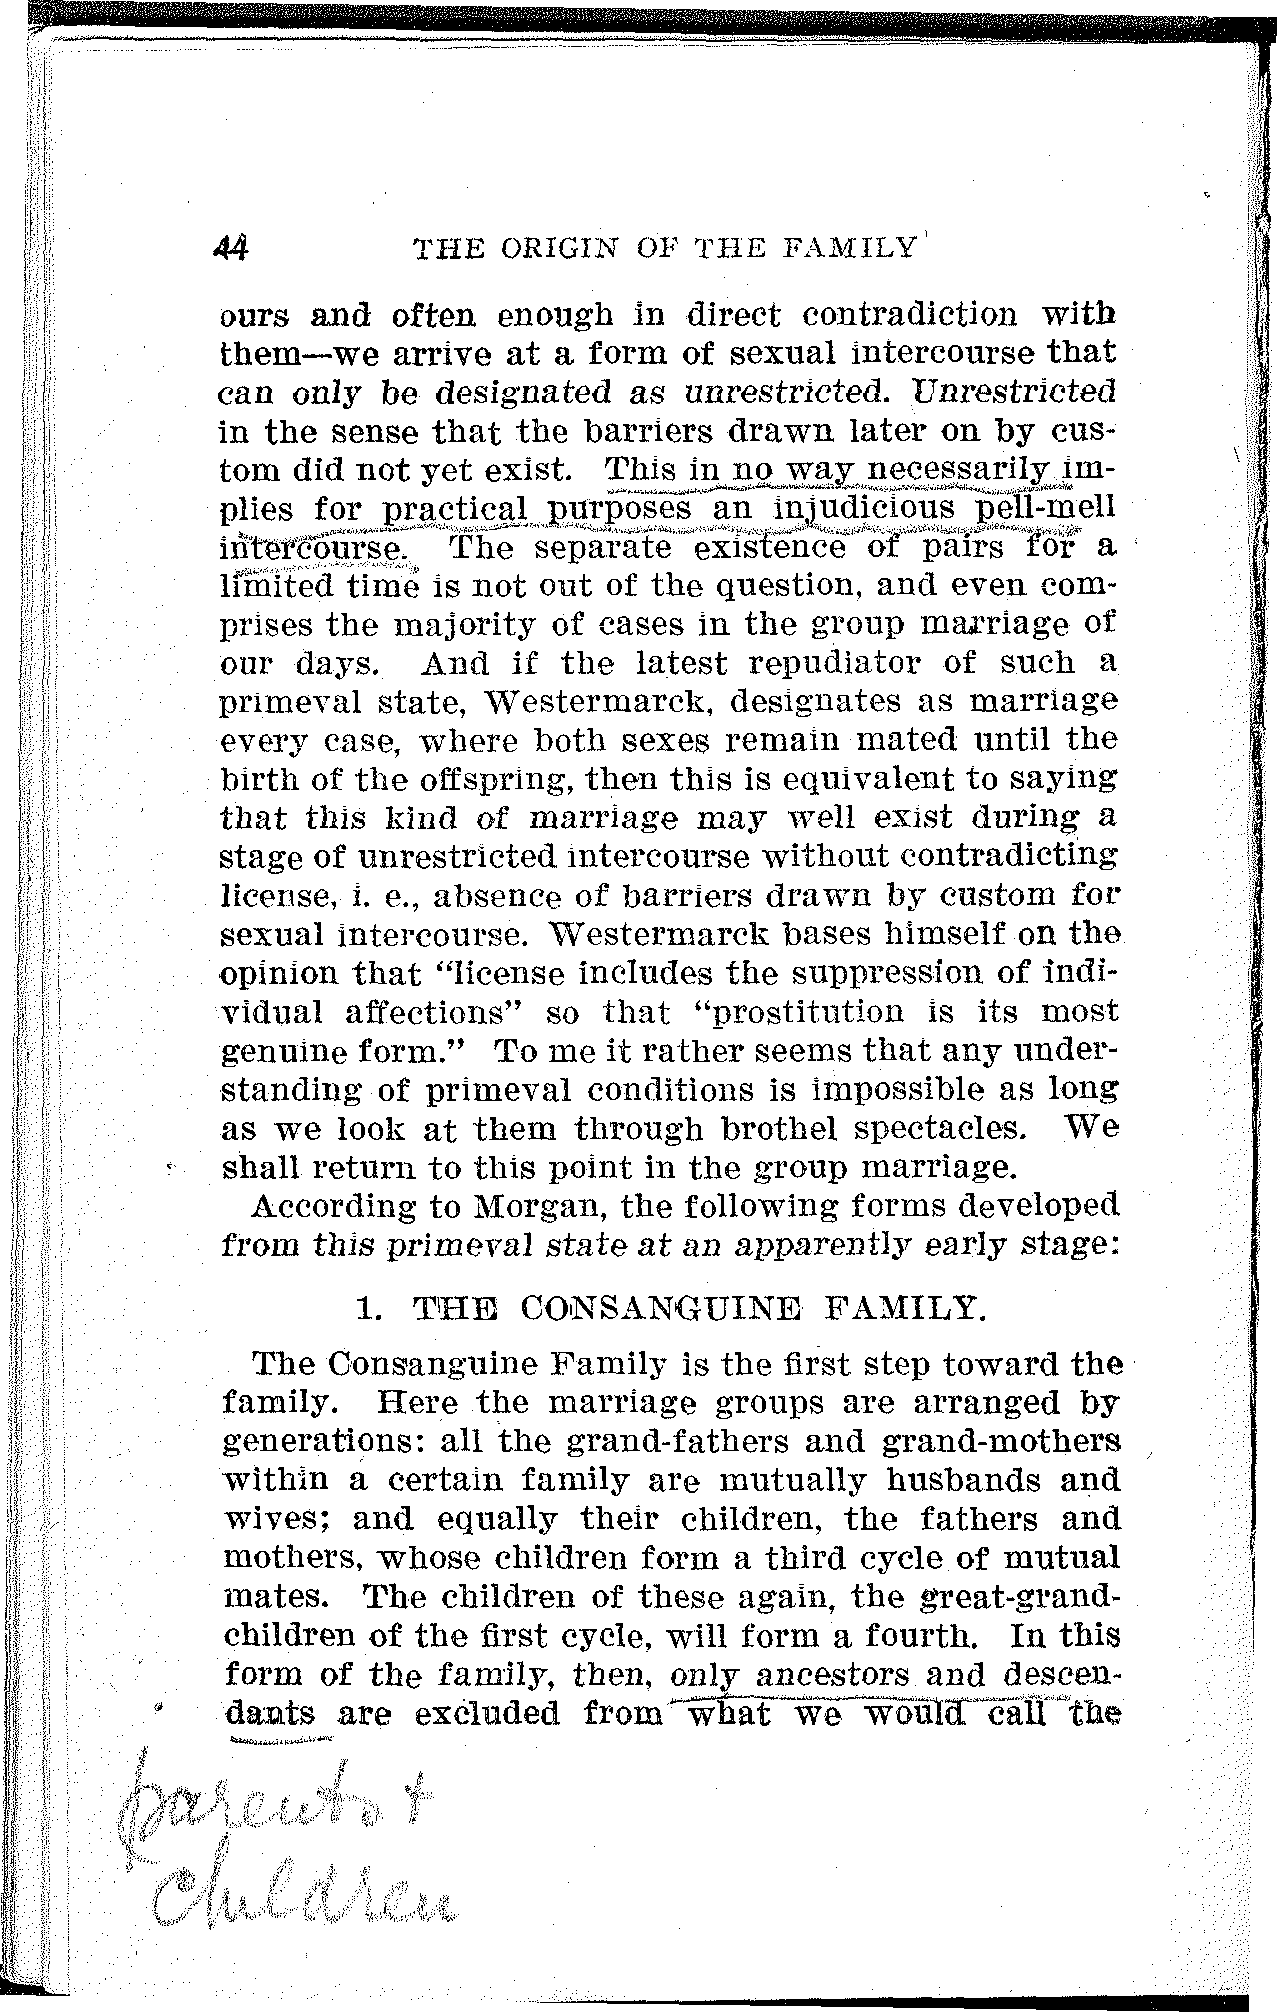 44 THE ORIGIN OF THE FAMILY
ours and often enough in direct contradiction with
them—we arrive at a form of sexual intercourse that
can only be designated as unrestricted. Unrestricted
in the sense that the barriers drawn later on by cus-
tom did not yet exist. This in no way necessarily im-
plies for practical purposes an injudicious pell-mell
intercourse. The separate existence of pairs for a
limited time is not out of the question, and even com-
prises the majority of cases in the group marriage of
our days. And if the latest repudiator of such a
primeval state, Westermarck, designates as marriage
every case, where both sexes remain mated until the
birth of the offspring, then this is equivalent to saying
that this kind of marriage may well exist during a
stage of unrestricted intercourse without contradicting
license, i. e., absence of barriers drawn by custom for
sexual intercourse. Westermarck bases himself on the
opinion that “license includes the suppression of indi-
vidual affections” so that “prostitution is its most
genuine form.” To me it rather seems that any under-
standing of primeval conditions is impossible as long
as we look at them through brothel spectacles. We
shall return to this point in the group marriage.
According to Morgan, the following forms developed
from this primeval state at an apparently early stage:
1. THE CONSANGUINE FAMILY.
The Consanguine Family is the first step toward the
family. Here the marriage groups are arranged by
generations: all the grand-fathers and grand-mothers
within a certain family are mutually husbands and
wives; and equally their children, the fathers and
mothers, whose children form a third cycle of mutual
mates. The children of these again, the great-grand-
children of the first cycle, will form a fourth. In this
form of the family, then, only ancestors and descen-
dants are excluded from what we would call the
parents +
children